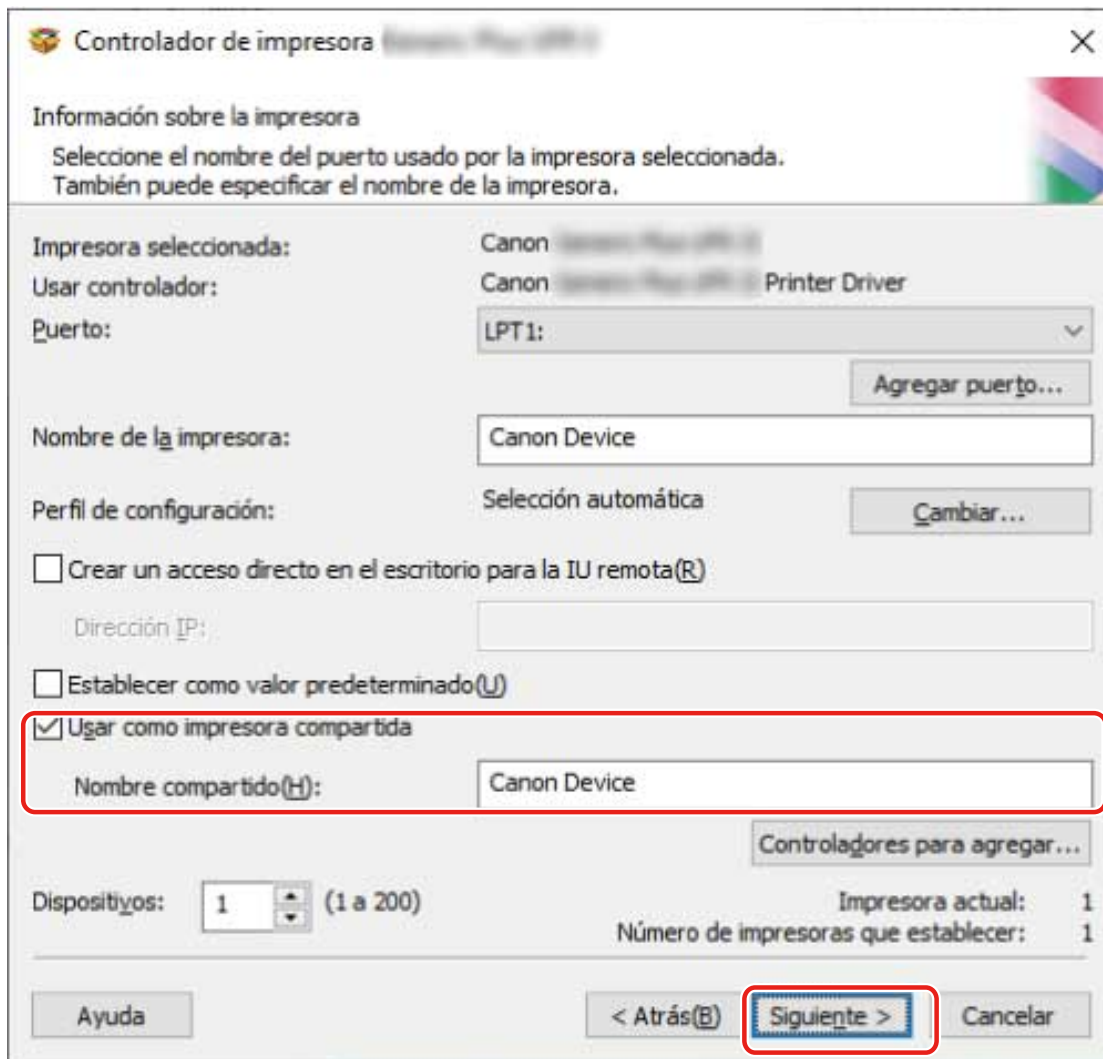 Controlador de impresora
Información sobre la impresora
Seleccione el nombre del puerto usado por la impresora seleccionada.
También puede especificar el nombre de la impresora.
Impresora seleccionada: Canon
Usar controlador: Canon Printer Driver
Puerto: LPT1:
Agregar puerto...
Nombre de la impresora: Canon Device
Perfil de configuración: Selección automática Cambiar...
Crear un acceso directo en el escritorio para la IU remota(R)
Dirección IP:
Establecer como valor predeterminado(U)
Usar como impresora compartida
Nombre compartido(H): Canon Device
Controladores para agregar...
Dispositivos: 1 (1 a 200) Impresora actual: 1
Número de impresoras que establecer: 1
Ayuda < Atrás(B) Siguiente > Cancelar